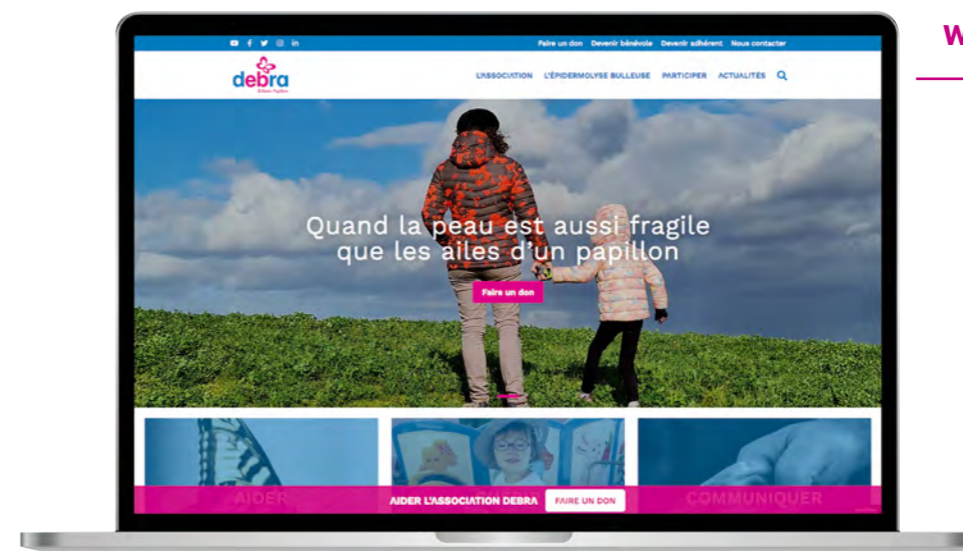 W
Faire un don Devenir bénévole Devenir adhérent Nous contacter
debra
L'ASSOCIATION L'ÉPIDERMOLYSE BULLEUSE PARTICIPER ACTUALITÉS
Quand la peau est aussi fragile
que les ailes d'un papillon
Faire un don
AIDER
COMMUNIQUER
AIDER L'ASSOCIATION DEBRA FAIRE UN DON